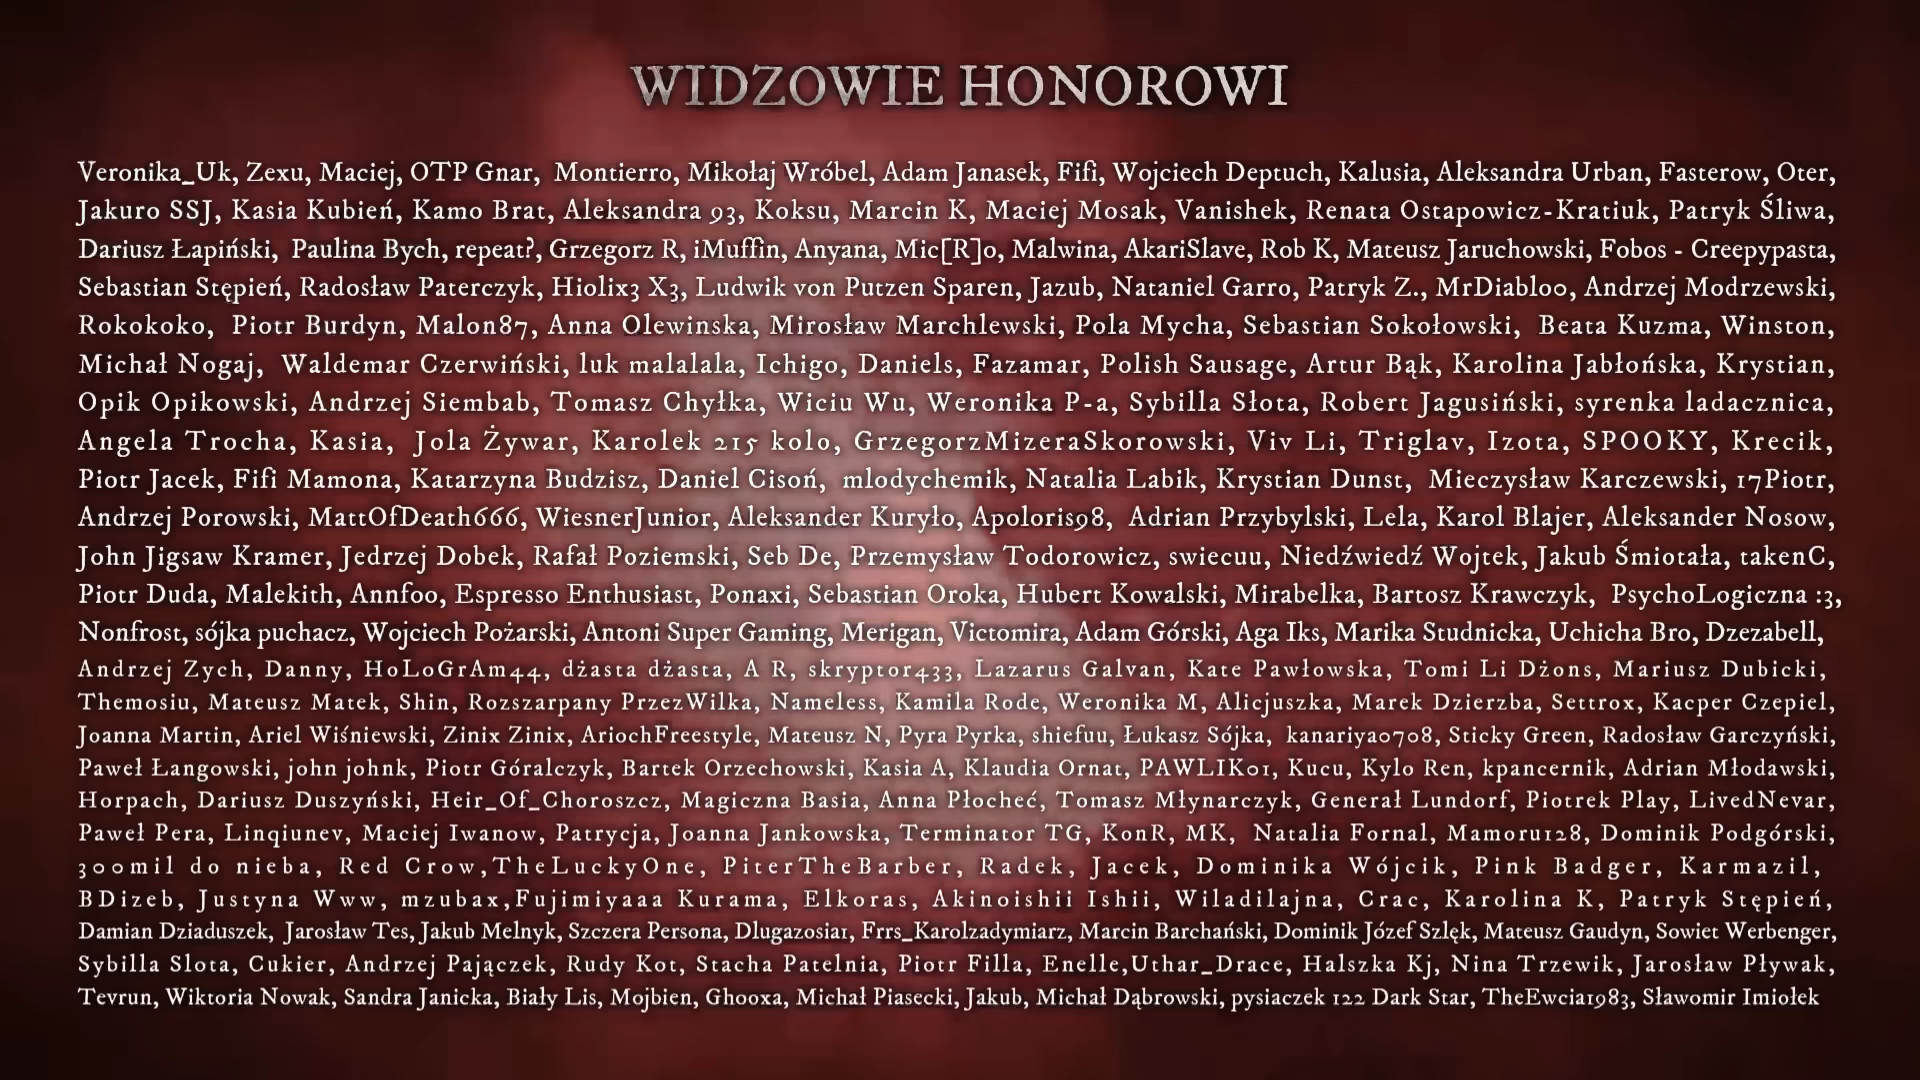 WIDZOWIE HONOROWI
Veronika_Uk, Zexu, Maciej, OTP Gnar, Montierro, Mikołaj Wróbel, Adam Janasek, Fifi, Wojciech Deptuch, Kalusia, Aleksandra Urban, Fasterow, Oter,
Jakuro SSJ, Kasia Kubień, Kamo Brat, Aleksandra 93, Koksu, Marcin K, Maciej Mosak, Vanishek, Renata Ostapowicz-Kratiuk, Patryk Śliwa,
Dariusz Łapiński, Paulina Bych, repeat?, Grzegorz R, iMuffin, Anyana, Mic[R]o, Malwina, AkariSlave, Rob K, Mateusz Jaruchowski, Fobos - Creepypasta,
Sebastian Stępień, Radosław Paterczyk, Hiolix3 X3, Ludwik von Putzen Sparen, Jazub, Nataniel Garro, Patryk Z., MrDiablo0, Andrzej Modrzewski,
Rokokoko, Piotr Burdyn, Malon87, Anna Olewinska, Mirosław Marchlewski, Pola Mycha, Sebastian Sokołowski, Beata Kuzma, Winston,
Michał Nogaj, Waldemar Czerwiński, luk malalala, Ichigo, Daniels, Fazamar, Polish Sausage, Artur Bąk, Karolina Jabłońska, Krystian,
Opik Opikowski, Andrzej Siembab, Tomasz Chyłka, Wiciu Wu, Weronika P-a, Sybilla Słota, Robert Jagusiński, syrenka ladacznica,
Angela Trocha, Kasia, Jola Żywar, Karolek 215 kolo, GrzegorzMizeraSkorowski, Viv Li, Triglav, Izota, SPOOKY, Krecik,
Piotr Jacek, Fifi Mamona, Katarzyna Budzisz, Daniel Cisoń, mlodychemik, Natalia Labik, Krystian Dunst, Mieczysław Karczewski, 17Piotr,
Andrzej Porowski, MattOfDeath666, WiesnerJunior, Aleksander Kuryło, Apoloris98, Adrian Przybylski, Lela, Karol Blajer, Aleksander Nosow,
John Jigsaw Kramer, Jedrzej Dobek, Rafał Poziemski, Seb De, Przemysław Todorowicz, swiecuu, Niedźwiedź Wojtek, Jakub Śmiotała, takenC,
Piotr Duda, Malekith, Annfoo, Espresso Enthusiast, Ponaxi, Sebastian Oroka, Hubert Kowalski, Mirabelka, Bartosz Krawczyk, PsychoLogiczna :3,
Nonfrost, sójka puchacz, Wojciech Pożarski, Antoni Super Gaming, Merigan, Victomira, Adam Górski, Aga Iks, Marika Studnicka, Uchicha Bro, Dzezabell,
Andrzej Zych, Danny, HoLoGrAm44, dżasta dżasta, A R, skryptor433, Lazarus Galvan, Kate Pawłowska, Tomi Li Dżons, Mariusz Dubicki,
Themosiu, Mateusz Matek, Shin, Rozszarpany PrzezWilka, Nameless, Kamila Rode, Weronika M, Alicjuszka, Marek Dzierzba, Settrox, Kacper Czepiel,
Joanna Martin, Ariel Wiśniewski, Zinix Zinix, AriochFreestyle, Mateusz N, Pyra Pyrka, shiefuu, Łukasz Sójka, kanariya0708, Sticky Green, Radosław Garczyński,
Paweł Łangowski, john johnk, Piotr Góralczyk, Bartek Orzechowski, Kasia A, Klaudia Ornat, PAWLIK01, Kucu, Kylo Ren, kpancernik, Adrian Młodawski,
Horpach, Dariusz Duszyński, Heir_Of_Choroszcz, Magiczna Basia, Anna Płocheć, Tomasz Młynarczyk, Generał Lundorf, Piotrek Play, LivedNevar,
Paweł Pera, Linqiunev, Maciej Iwanow, Patrycja, Joanna Jankowska, Terminator TG, KonR, MK, Natalia Fornal, Mamoru128, Dominik Podgórski,
300mil do nieba, Red Crow,TheLuckyOne, PiterTheBarber, Radek, Jacek, Dominika Wójcik, Pink Badger, Karmazil,
BDizeb, Justyna Www, mzubax,Fujimiyaaa Kurama, Elkoras, Akinoishii Ishii, Wiladilajna, Crac, Karolina K, Patryk Stępień,
Damian Dziaduszek, Jarosław Tes, Jakub Melnyk, Szczera Persona, Dlugazosia1, Frrs_Karolzadymiarz, Marcin Barchański, Dominik Józef Szlęk, Mateusz Gaudyn, Sowiet Werbenger,
Sybilla Slota, Cukier, Andrzej Pajączek, Rudy Kot, Stacha Patelnia, Piotr Filla, Enelle,Uthar_Drace, Halszka Kj, Nina Trzewik, Jarosław Pływak,
Tevrun, Wiktoria Nowak, Sandra Janicka, Biały Lis, Mojbien, Ghooxa, Michał Piasecki, Jakub, Michał Dąbrowski, pysiaczek 122 Dark Star, TheEwcia1983, Sławomir Imiołek